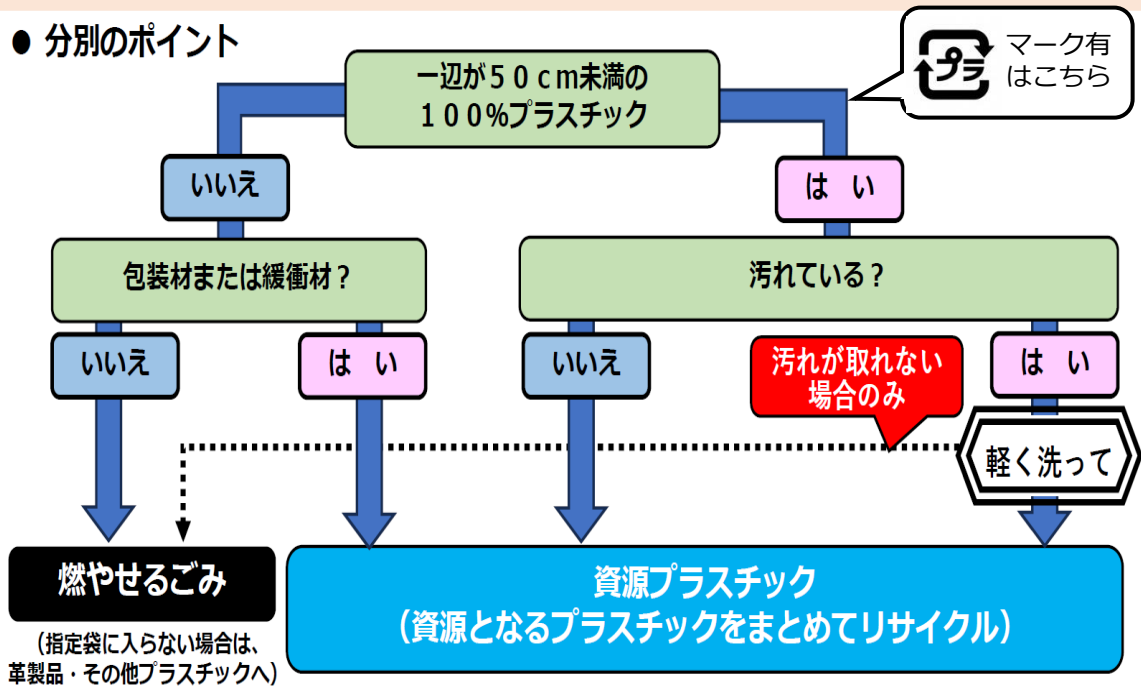 ● 分別のポイント
プラ
マーク有
はこちら
一辺が５０ｃｍ未満の
１００%プラスチック
いいえ
は　い
包装材または緩衝材？
汚れている？
いいえ
は　い
いいえ
汚れが取れない
場合のみ
は　い
軽く洗って
燃やせるごみ
（指定袋に入らない場合は、
革製品・その他プラスチックへ）
資源プラスチック
（資源となるプラスチックをまとめてリサイクル）